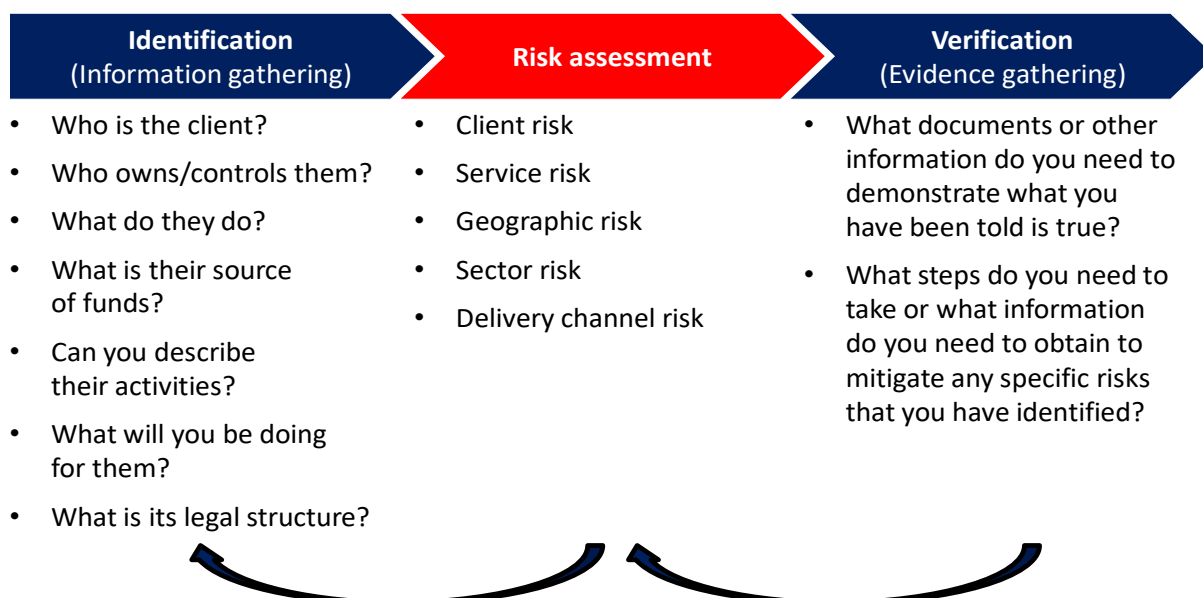 Identification
(Information gathering)
• Who is the client?
• Who owns/controls them?
• What do they do?
• What is their source
of funds?
• Can you describe
their activities?
• What will you be doing
for them?
• What is its legal structure?
Risk assessment
• Client risk
• Service risk
• Geographic risk
• Sector risk
• Delivery channel risk
Verification
(Evidence gathering)
• What documents or other
information do you need to
demonstrate what you
have been told is true?
• What steps do you need to
take or what information
do you need to obtain to
mitigate any specific risks
that you have identified?